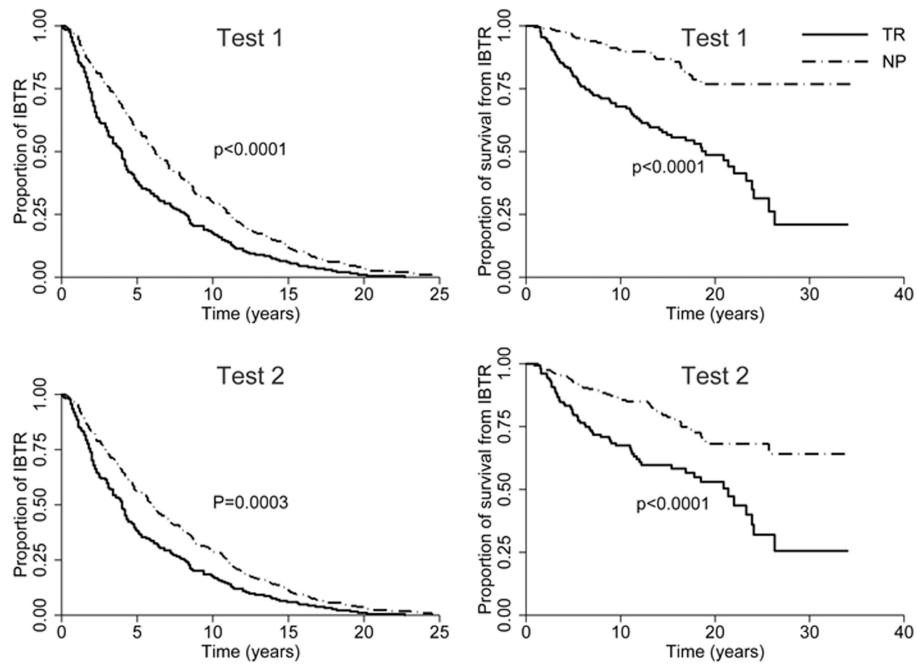 Test 1
Proportion of IBTR
1.00
0.75
0.50
0.25
0.00
p<0.0001
0 5 10 15 20 25
Time (years)
Test 1
TR
NP
Proportion of survival from IBTR
1.00
0.75
0.50
0.25
0.00
p<0.0001
0 10 20 30 40
Time (years)
Test 2
Proportion of IBTR
1.00
0.75
0.50
0.25
0.00
P=0.0003
0 5 10 15 20 25
Time (years)
Test 2
Proportion of survival from IBTR
1.00
0.75
0.50
0.25
0.00
p<0.0001
0 10 20 30 40
Time (years)